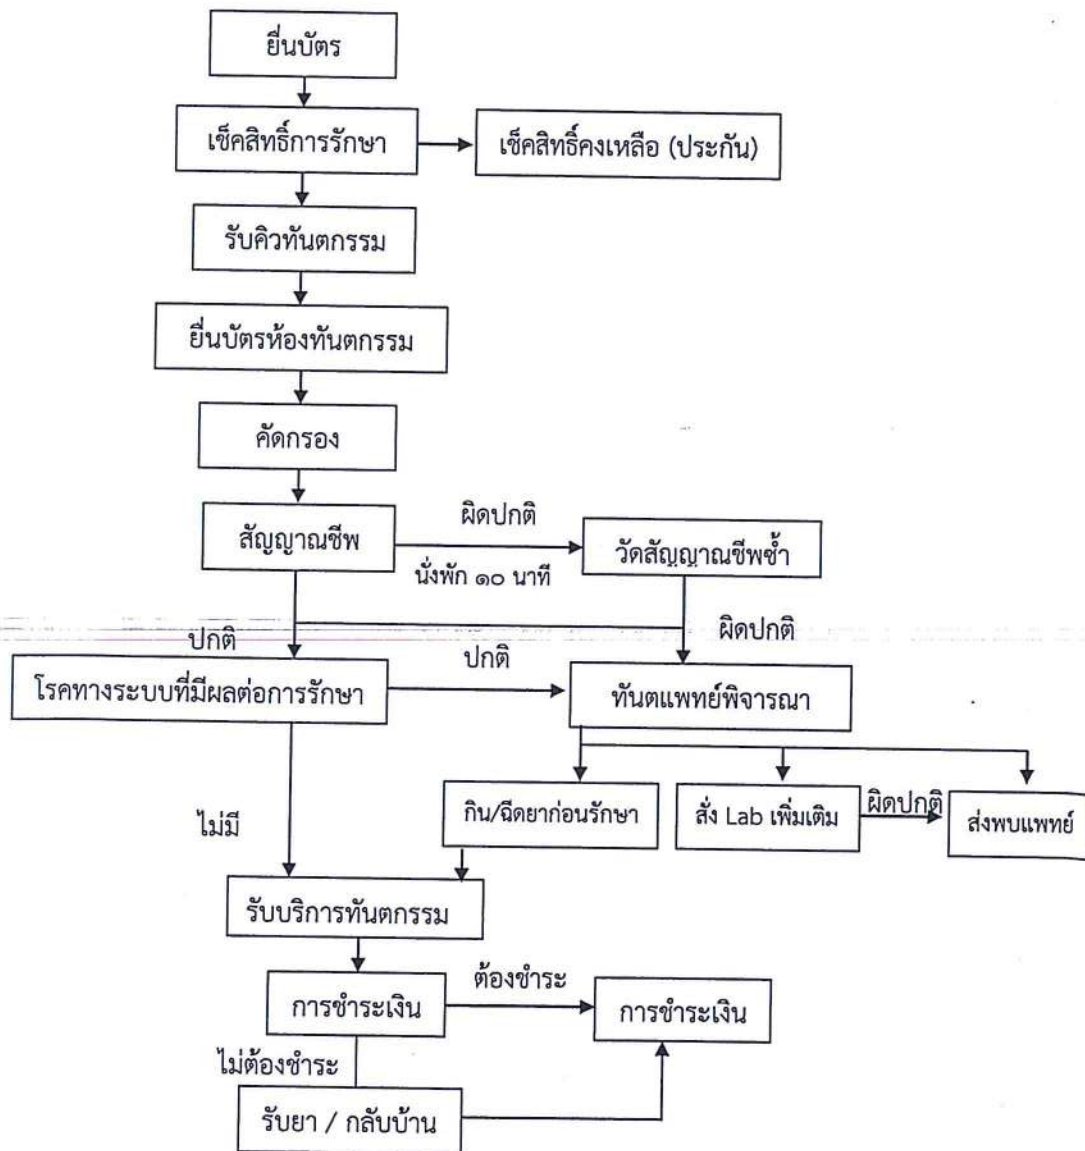 ยื่นบัตร
เช็คสิทธิ์การรักษา
เช็คสิทธิ์คงเหลือ (ประกัน)
รับคิวทันตกรรม
ยื่นบัตรห้องทันตกรรม
คัดกรอง
สัญญาณชีพ
ผิดปกติ
นั่งพัก ๑๐ นาที
วัดสัญญาณชีพซ้ำ
ปกติ
ปกติ
ผิดปกติ
โรคทางระบบที่มีผลต่อการรักษา
ทันตแพทย์พิจารณา
ไม่มี
กิน/ฉีดยาก่อนรักษา
สั่ง Lab เพิ่มเติม
ผิดปกติ
ส่งพบแพทย์
รับบริการทันตกรรม
การชำระเงิน
ต้องชำระ
การชำระเงิน
ไม่ต้องชำระ
รับยา / กลับบ้าน